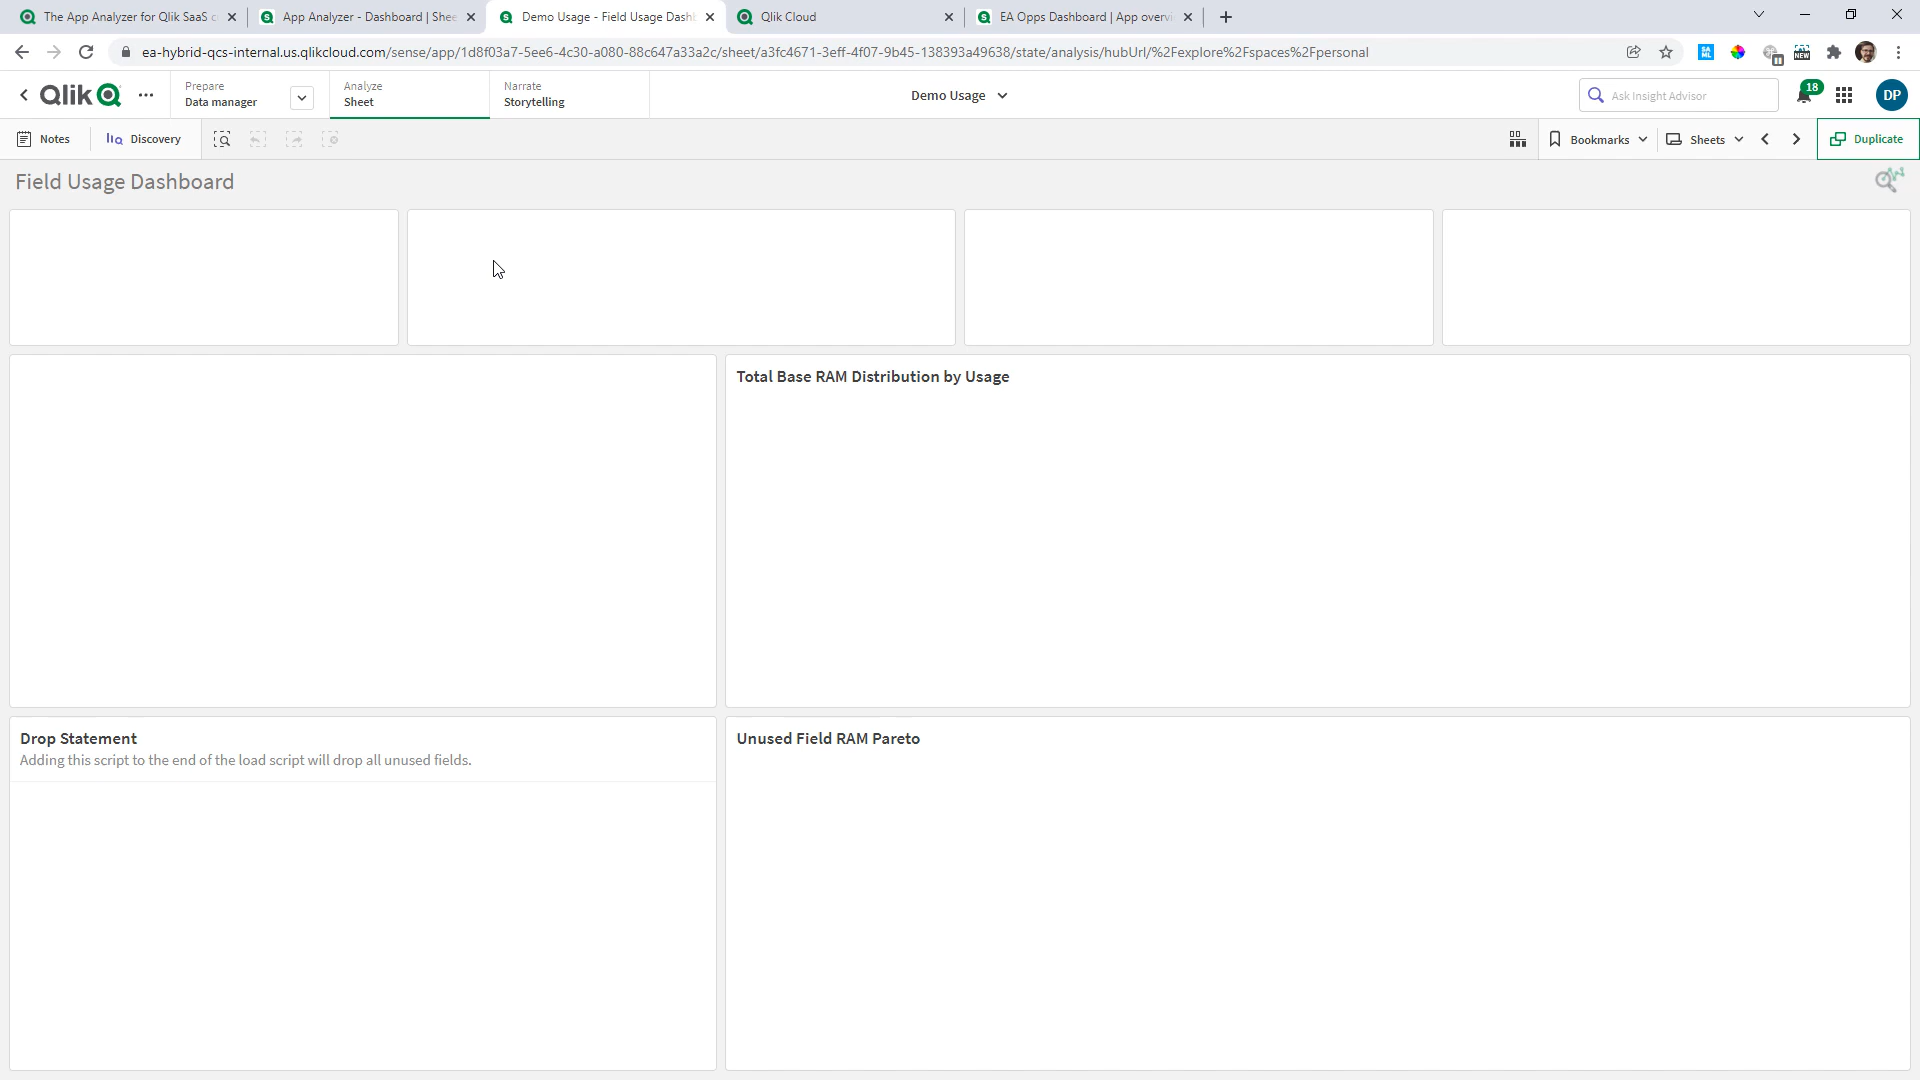 The App Analyzer for Qlik SaaS c
App Analyzer - Dashboard | Shee
Demo Usage - Field Usage Dash
Qlik Cloud
EA Opps Dashboard | App overvi
ea-hybrid-qcs-internal.us.qlikcloud.com/sense/app/1d8f03a7-5ee6-4c30-a080-88c647a33a2c/sheet/a3fc4671-3eff-4f07-9b45-138393a49638/state/analysis/hubUrl/%2Fexplore%2Fspaces%2Fpersonal
NEW
Qlik
Prepare
Data manager
Analyze
Sheet
Narrate
Storytelling
Demo Usage
Ask Insight Advisor
18
DP
Notes
Discovery
Bookmarks
Sheets
Duplicate
Field Usage Dashboard
Total Base RAM Distribution by Usage
Drop Statement
Adding this script to the end of the load script will drop all unused fields.
Unused Field RAM Pareto